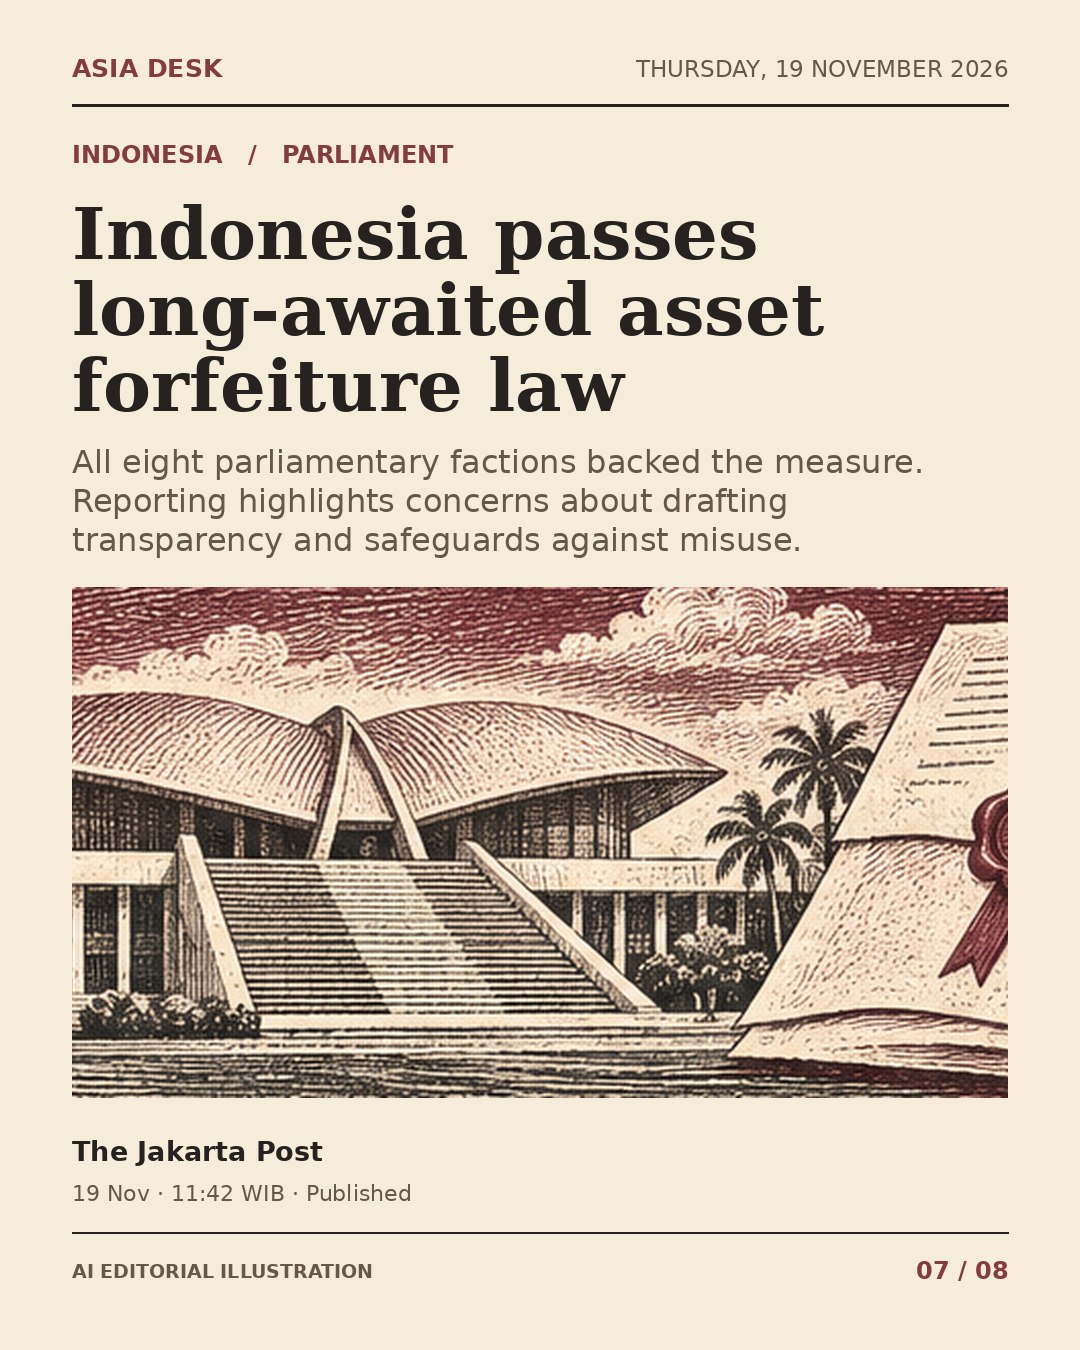 ASIA DESK
THURSDAY, 19 NOVEMBER 2026
INDONESIA / PARLIAMENT
Indonesia passes
long-awaited asset
forfeiture law
All eight parliamentary factions backed the measure.
Reporting highlights concerns about drafting
transparency and safeguards against misuse.
The Jakarta Post
19 Nov · 11:42 WIB · Published
AI EDITORIAL ILLUSTRATION
07 / 08